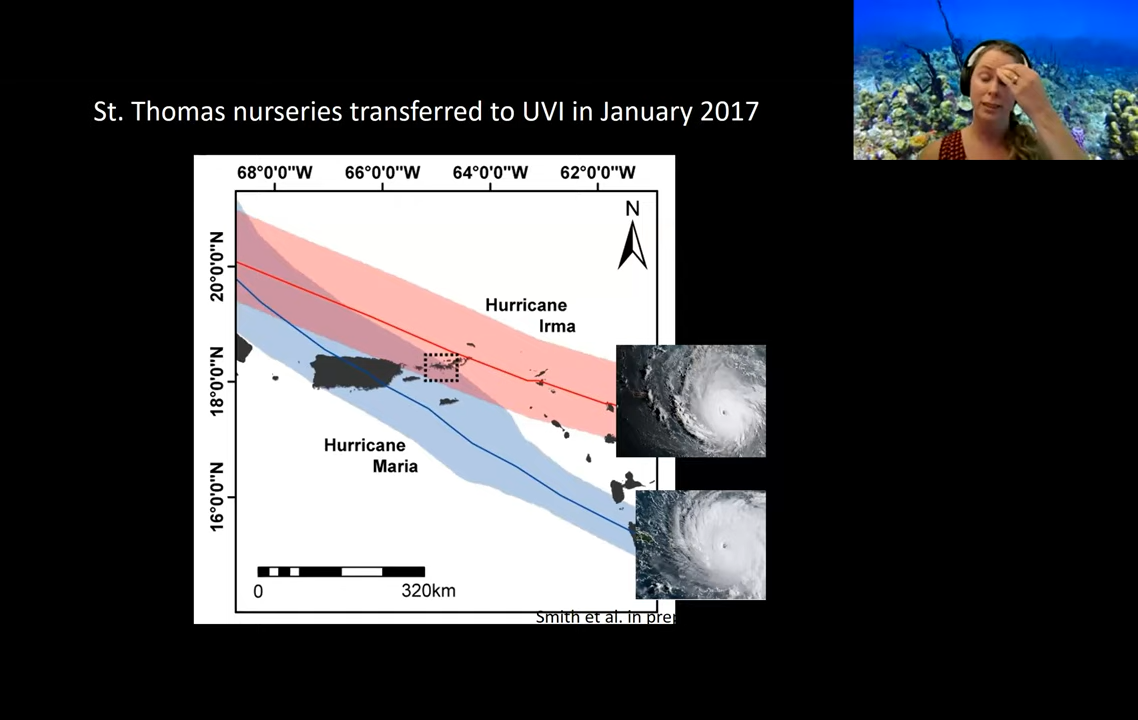 St. Thomas nurseries transferred to UVI in January 2017
68°0'0"W 66°0'0"W 64°0'0"W 62°0'0"W
N
20°0'0"N
Hurricane
Irma
18°0'0"N
Hurricane
Maria
16°0'0"N
0 320km
Smith et al. in prep